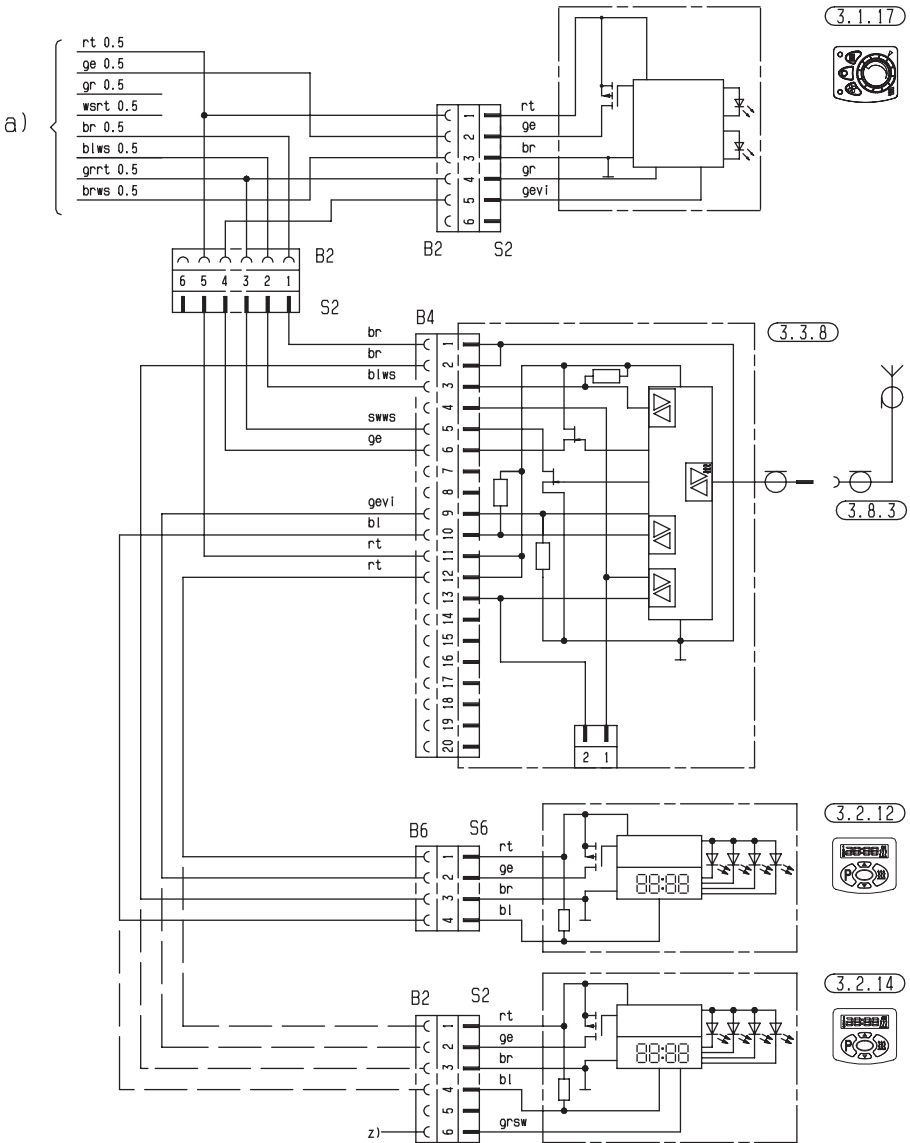 3.1.17
a)
rt 0.5
ge 0.5
gr 0.5
wsrt 0.5
br 0.5
blws 0.5
grrt 0.5
brws 0.5
1
2
3
4
5
6
rt
ge
br
gr
gevi
B2 S2
B2
6 5 4 3 2 1
S2
B4
3.3.8
br
br
blws
swws
ge
gevi
bl
rt
rt
1
2
3
4
5
6
7
8
9
10
11
12
13
14
15
16
17
18
19
20
2 1
3.8.3
B6 S6
1
2
3
4
rt
ge
br
bl
88:88
3.2.12
P
B2 S2
1
2
3
4
5
6
rt
ge
br
bl
grsw
z)
88:88
3.2.14
P